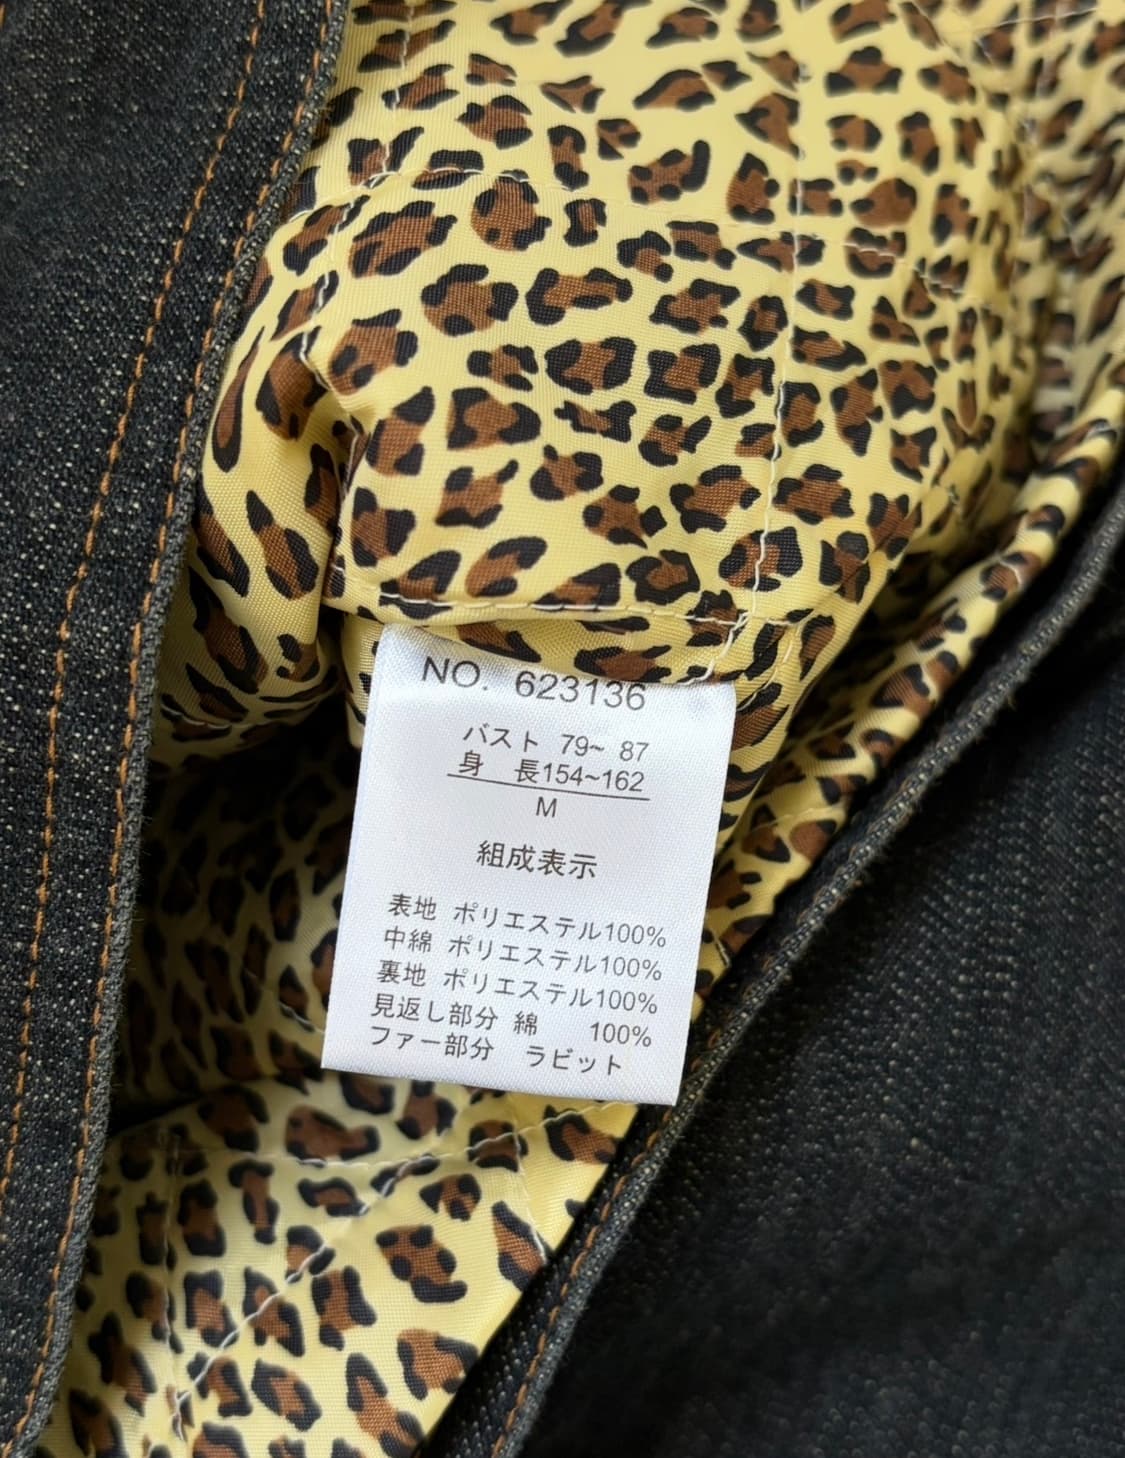 NO. 623136
バスト 79~ 87
身 長154~162
M
組成表示
表地 ポリエステル100%
中綿 ポリエステル100%
裏地 ポリエステル100%
見返し部分 綿 100%
ファー部分 ラビット